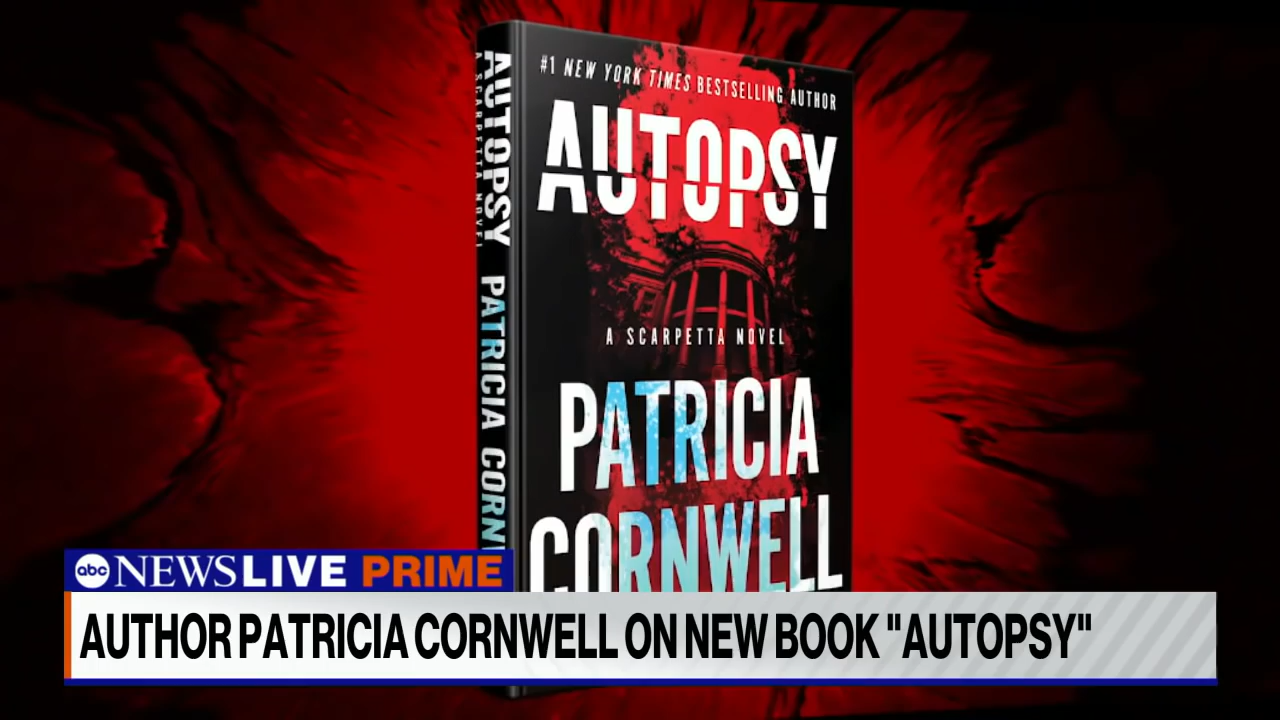 #1 NEW YORK TIMES BESTSELLING AUTHOR
AUTOPSY
A SCARPETTA NOVEL
PATRICIA
CORNWELL
AUTOPSY
A SCARPETTA NOVEL
PATRICIA CORN
abc NEWS LIVE PRIME
AUTHOR PATRICIA CORNWELL ON NEW BOOK "AUTOPSY"